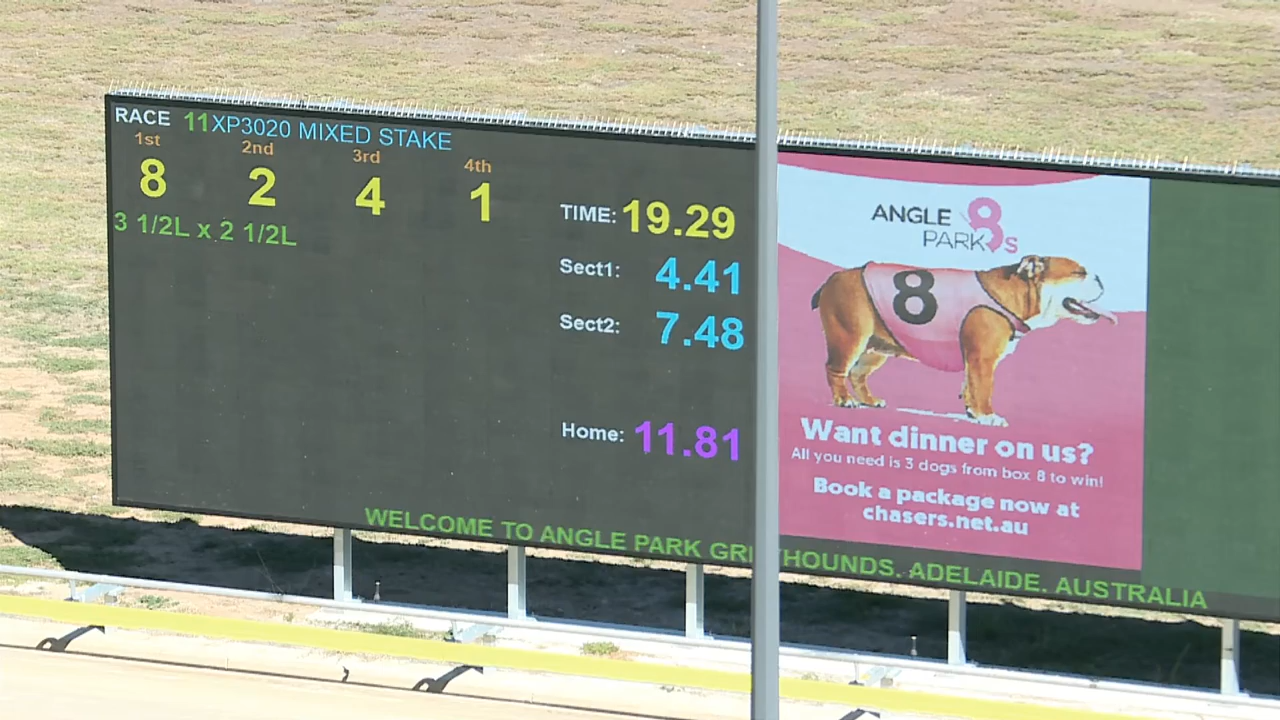 RACE 11 XP3020 MIXED STAKE
1st 2nd 3rd 4th
8 2 4 1
3 1/2L x 2 1/2L
TIME: 19.29
Sect1: 4.41
Sect2: 7.48
Home: 11.81
ANGLE 8
PARK s
8
Want dinner on us?
All you need is 3 dogs from box 8 to win!
Book a package now at
chasers.net.au
WELCOME TO ANGLE PARK GREYHOUNDS. ADELAIDE. AUSTRALIA